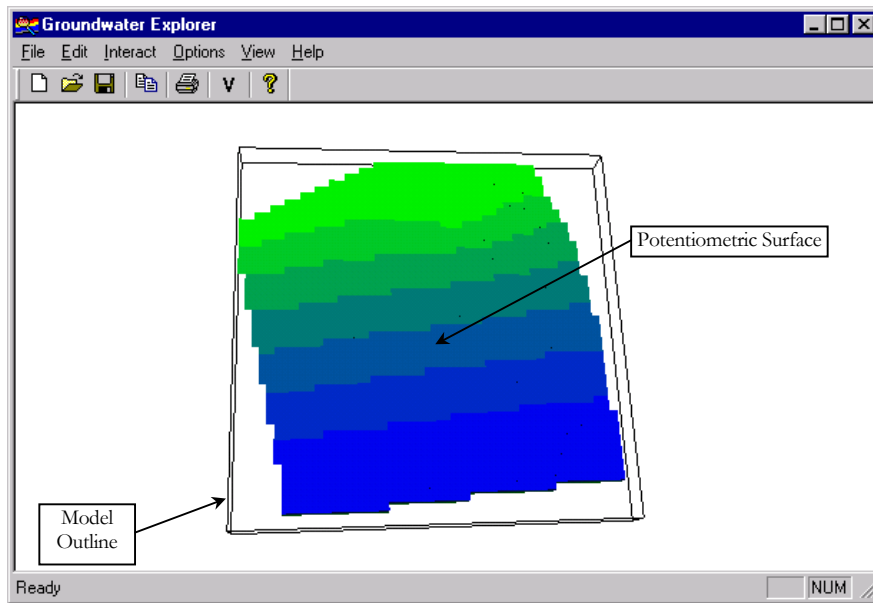 Groundwater Explorer
File Edit Interact Options View Help
V ?
Potentiometric Surface
Model
Outline
Ready
NUM